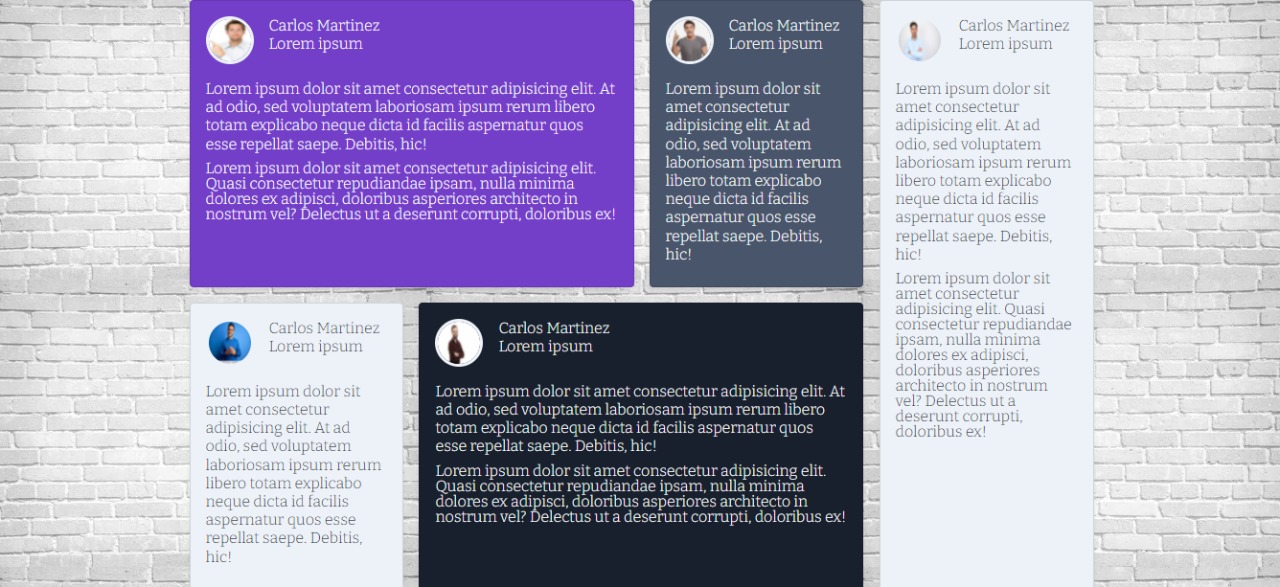 Carlos Martinez
Lorem ipsum
Lorem ipsum dolor sit amet consectetur adipisicing elit. At
ad odio, sed voluptatem laboriosam ipsum rerum libero
totam explicabo neque dicta id facilis aspernatur quos
esse repellat saepe. Debitis, hic!
Lorem ipsum dolor sit amet consectetur adipisicing elit.
Quasi consectetur repudiandae ipsam, nulla minima
dolores ex adipisci, doloribus asperiores architecto in
nostrum vel? Delectus ut a deserunt corrupti, doloribus ex!
Carlos Martinez
Lorem ipsum
Lorem ipsum dolor sit
amet consectetur
adipisicing elit. At ad
odio, sed voluptatem
laboriosam ipsum rerum
libero totam explicabo
neque dicta id facilis
aspernatur quos esse
repellat saepe. Debitis,
hic!
Carlos Martinez
Lorem ipsum
Lorem ipsum dolor sit
amet consectetur
adipisicing elit. At ad
odio, sed voluptatem
laboriosam ipsum rerum
libero totam explicabo
neque dicta id facilis
aspernatur quos esse
repellat saepe. Debitis,
hic!
Lorem ipsum dolor sit
amet consectetur
adipisicing elit. Quasi
consectetur repudiandae
ipsam, nulla minima
dolores ex adipisci,
doloribus asperiores
architecto in nostrum
vel? Delectus ut a
deserunt corrupti,
doloribus ex!
Carlos Martinez
Lorem ipsum
Lorem ipsum dolor sit
amet consectetur
adipisicing elit. At ad
odio, sed voluptatem
laboriosam ipsum rerum
libero totam explicabo
neque dicta id facilis
aspernatur quos esse
repellat saepe. Debitis,
hic!
Carlos Martinez
Lorem ipsum
Lorem ipsum dolor sit amet consectetur adipisicing elit. At
ad odio, sed voluptatem laboriosam ipsum rerum libero
totam explicabo neque dicta id facilis aspernatur quos
esse repellat saepe. Debitis, hic!
Lorem ipsum dolor sit amet consectetur adipisicing elit.
Quasi consectetur repudiandae ipsam, nulla minima
dolores ex adipisci, doloribus asperiores architecto in
nostrum vel? Delectus ut a deserunt corrupti, doloribus ex!